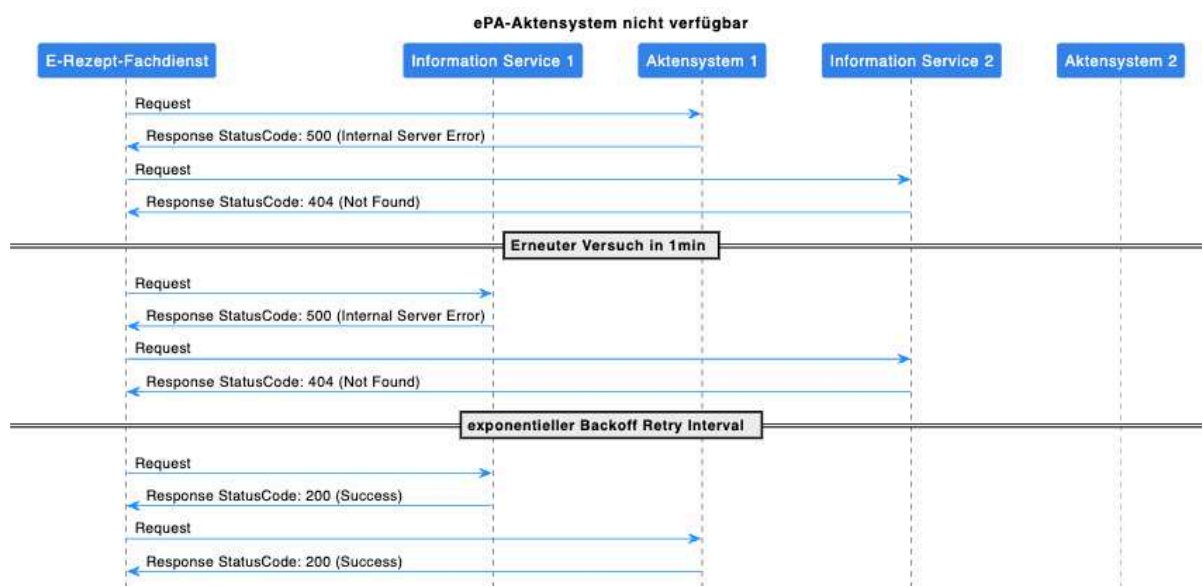 ePA-Aktensystem nicht verfügbar
E-Rezept-Fachdienst Information Service 1 Aktensystem 1 Information Service 2 Aktensystem 2
Request
Response StatusCode: 500 (Internal Server Error)
Request
Response StatusCode: 404 (Not Found)
Erneuter Versuch in 1min
Request
Response StatusCode: 500 (Internal Server Error)
Request
Response StatusCode: 404 (Not Found)
exponentieller Backoff Retry Interval
Request
Response StatusCode: 200 (Success)
Request
Response StatusCode: 200 (Success)